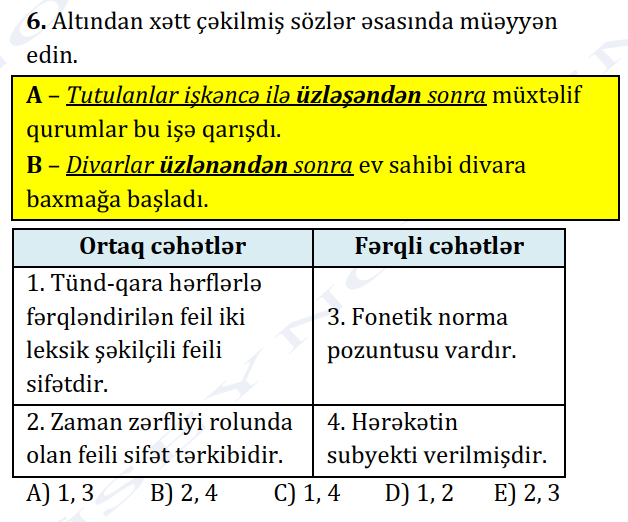 6. Altından xətt çəkilmiş sözlər əsasında müəyyən
edin.
A – Tutulanlar işkəncə ilə üzləşəndən sonra müxtəlif
qurumlar bu işə qarışdı.
B – Divarlar üzlənəndən sonra ev sahibi divara
baxmağa başladı.
Ortaq cəhətlər
Fərqli cəhətlər
1. Tünd-qara hərflərlə
fərqləndirilən feil iki
leksik şəkilçili feili
sifətdir.
3. Fonetik norma
pozuntusu vardır.
2. Zaman zərfliyi rolunda
olan feili sifət tərkibidir.
4. Hərəkətin
subyekti verilmişdir.
A) 1, 3 B) 2, 4 C) 1, 4 D) 1, 2 E) 2, 3